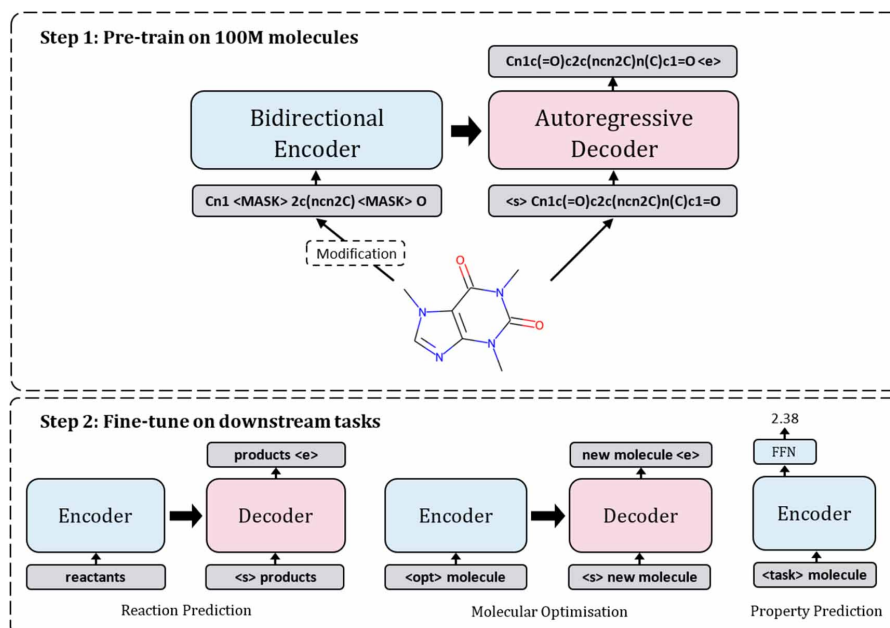 Step 1: Pre-train on 100M molecules
Cn1c(=O)c2c(ncn2C)n(C)c1=O <e>
Bidirectional
Encoder
Autoregressive
Decoder
Cn1 <MASK> 2c(ncn2C) <MASK> O
<s> Cn1c(=O)c2c(ncn2C)n(C)c1=O
Modification
O
N
N
O
N
N
Step 2: Fine-tune on downstream tasks
products <e>
Encoder
Decoder
reactants
<s> products
Reaction Prediction
new molecule <e>
Encoder
Decoder
<opt> molecule
<s> new molecule
Molecular Optimisation
2.38
FFN
Encoder
<task> molecule
Property Prediction